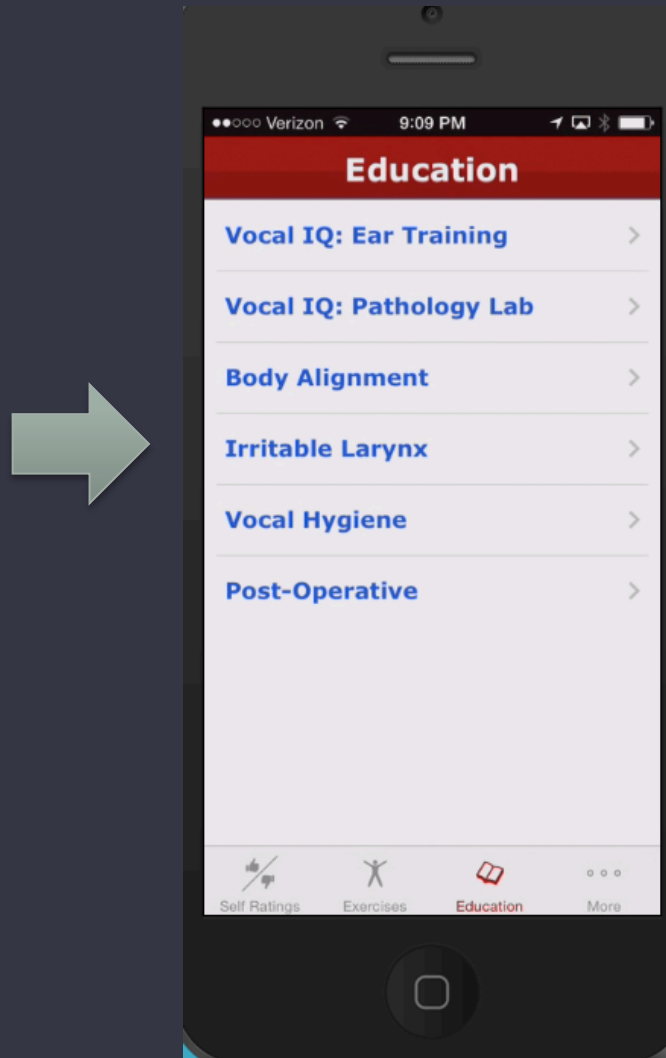 Verizon 9:09 PM
Education
Vocal IQ: Ear Training
Vocal IQ: Pathology Lab
Body Alignment
Irritable Larynx
Vocal Hygiene
Post-Operative
Self Ratings Exercises Education More